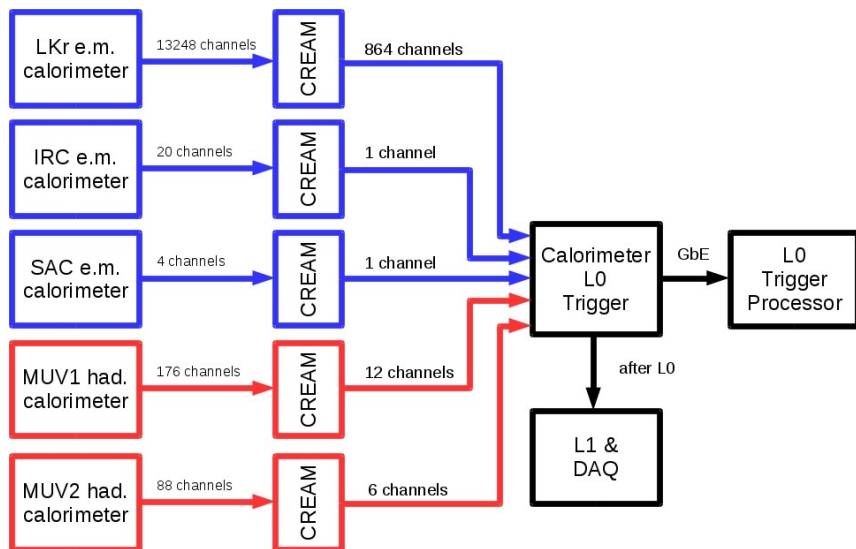 LKr e.m.
calorimeter
13248 channels
CREAM
864 channels
IRC e.m.
calorimeter
20 channels
CREAM
1 channel
SAC e.m.
calorimeter
4 channels
CREAM
1 channel
MUV1 had.
calorimeter
176 channels
CREAM
12 channels
MUV2 had.
calorimeter
88 channels
CREAM
6 channels
Calorimeter
L0
Trigger
GbE
L0
Trigger
Processor
after L0
L1 &
DAQ